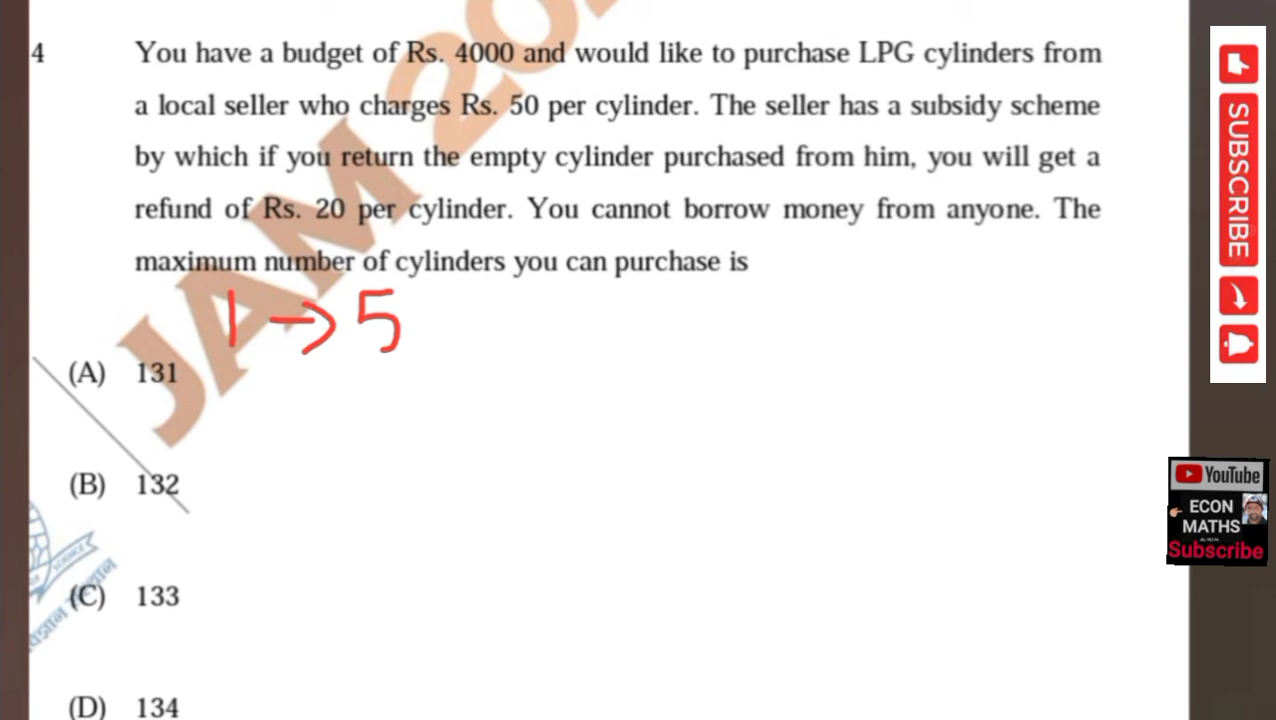 4 You have a budget of Rs. 4000 and would like to purchase LPG cylinders from
a local seller who charges Rs. 50 per cylinder. The seller has a subsidy scheme
by which if you return the empty cylinder purchased from him, you will get a
refund of Rs. 20 per cylinder. You cannot borrow money from anyone. The
maximum number of cylinders you can purchase is
1 → 5
(A) 131
(B) 132
(C) 133
(D) 134
JAM 20
SCIENCE
SUBSCRIBE
YouTube
ECON
MATHS
Subscribe